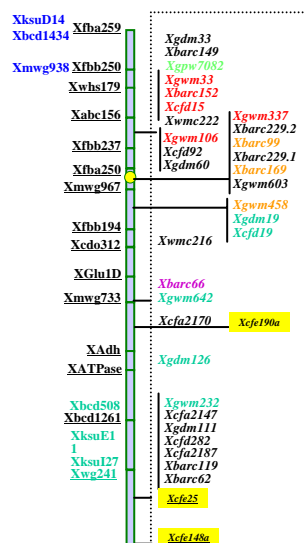 XksuD14
Xbcd1434
Xfba259
Xmwg938
Xfbb250
Xwhs179
Xabc156
Xfbb237
Xfba250
Xmwg967
Xfbb194
Xcdo312
XGlu1D
Xmwg733
XAdh
XATPase
Xbcd508
Xbcd1261
XksuE1
1
XksuI27
Xwg241
Xgdm33
Xbarc149
Xgpw7082
Xgwm33
Xbarc152
Xcfd15
Xwmc222
Xgwm106
Xcfd92
Xgdm60
Xgwm337
Xbarc229.2
Xbarc99
Xbarc229.1
Xbarc169
Xgwm603
Xgwm458
Xgdm19
Xcfd19
Xwmc216
Xbarc66
Xgwm642
Xcfa2170
Xcfe190a
Xgdm126
Xgwm232
Xcfa2147
Xgdm111
Xcfd282
Xcfa2187
Xbarc119
Xbarc62
Xcfe25
Xcfe148a